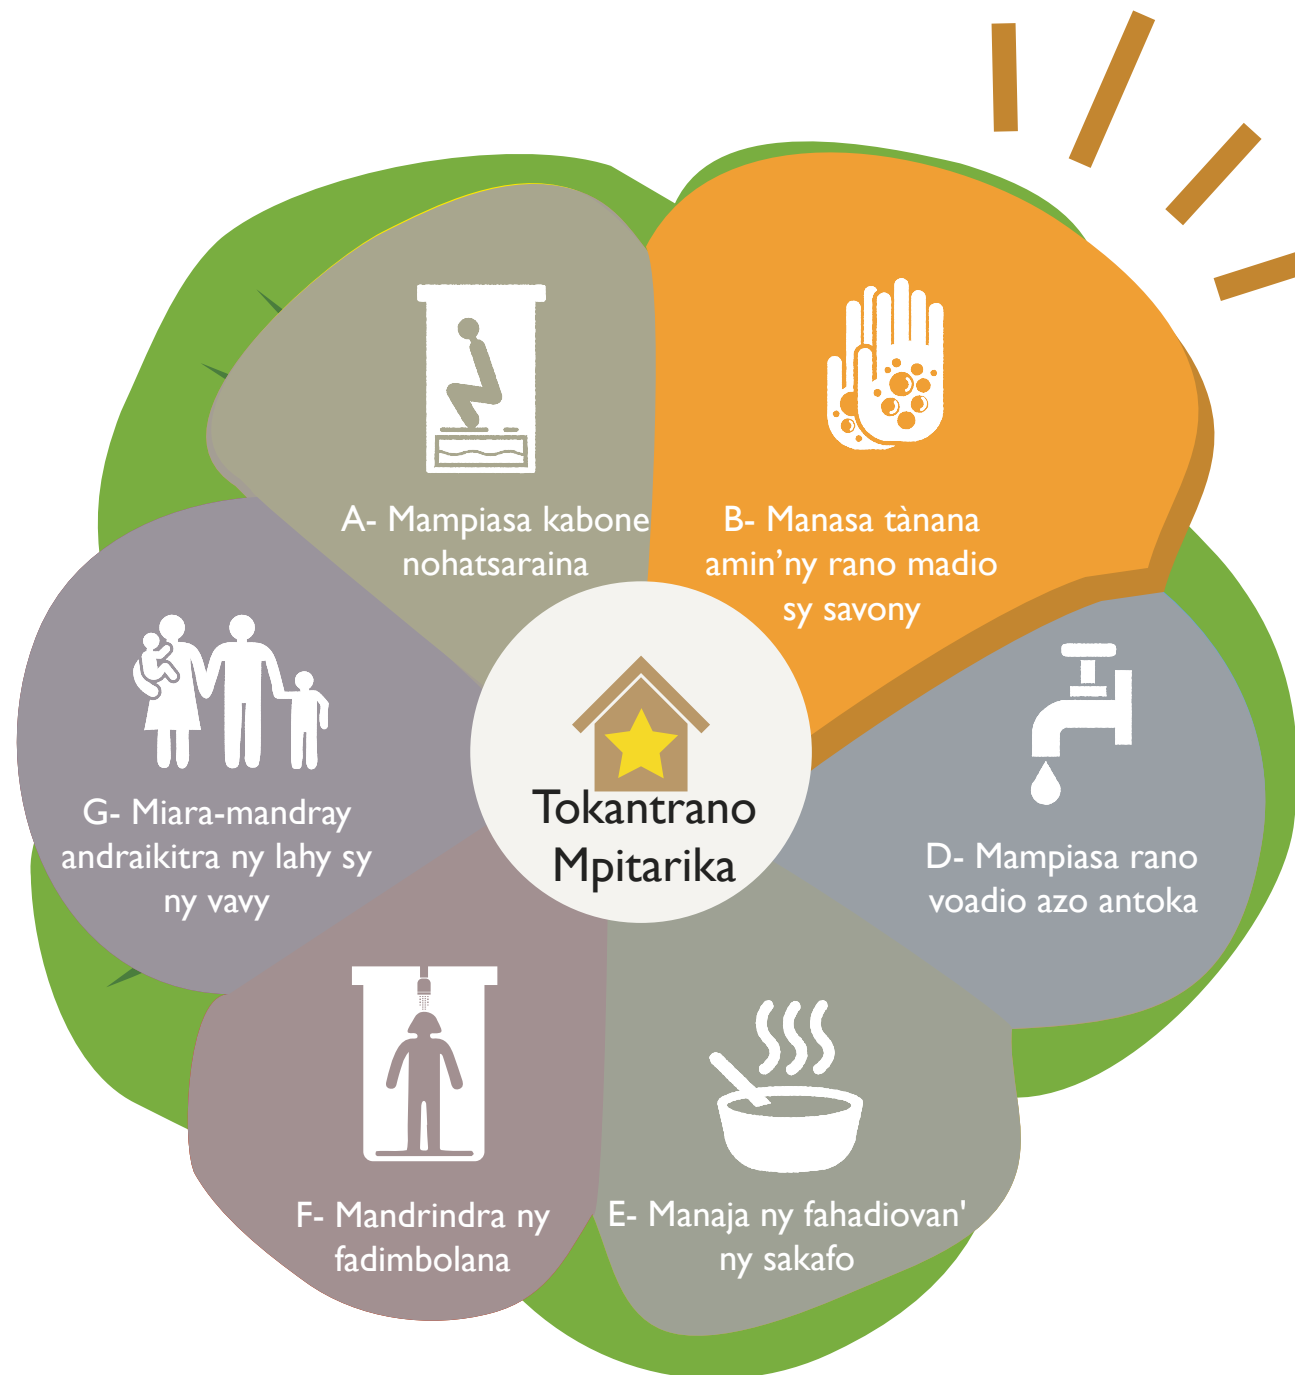 A- Mampiasa kabone
nohatsaraina
B- Manasa tànana
amin’ny rano madio
sy savony
D- Mampiasa rano
voadio azo antoka
E- Manaja ny fahadiovan'
ny sakafo
F- Mandrindra ny
fadimbolana
G- Miara-mandray
andraikitra ny lahy sy
ny vavy
Tokantrano
Mpitarika